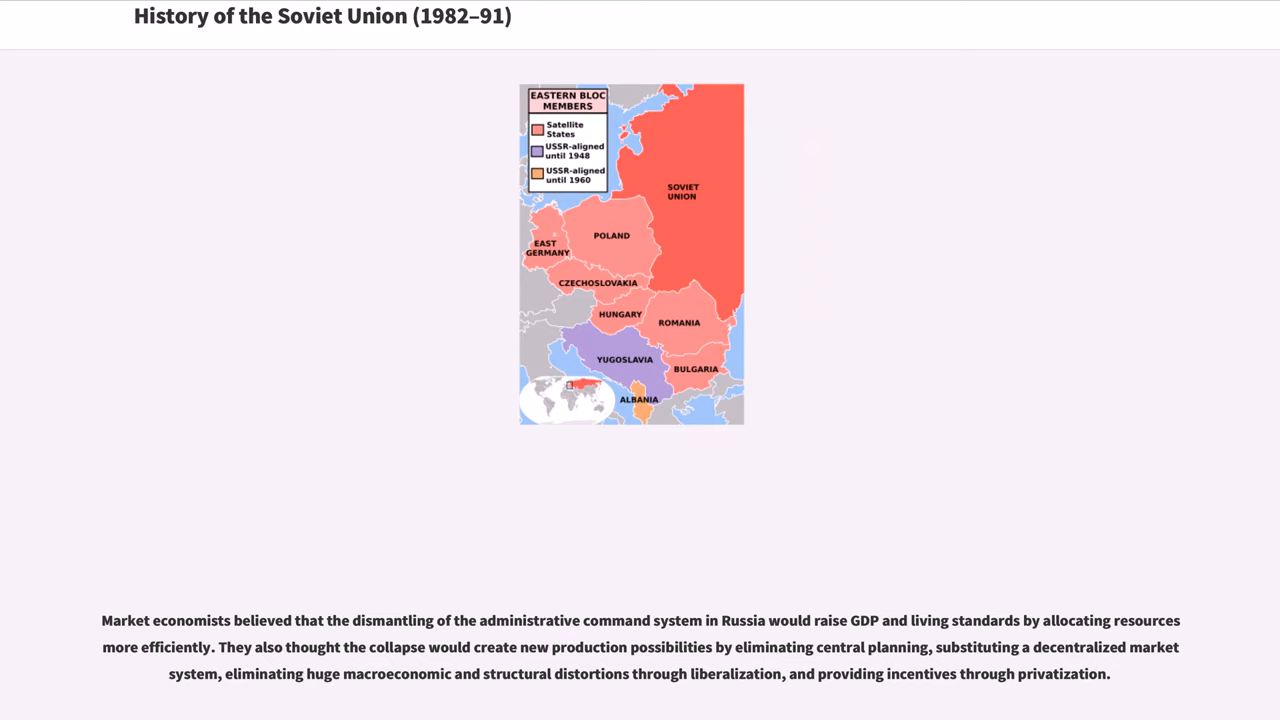 History of the Soviet Union (1982–91)
EASTERN BLOC
MEMBERS
Satellite
States
USSR-aligned
until 1948
USSR-aligned
until 1960
SOVIET
UNION
POLAND
EAST
GERMANY
CZECHOSLOVAKIA
HUNGARY
ROMANIA
YUGOSLAVIA
BULGARIA
ALBANIA
Market economists believed that the dismantling of the administrative command system in Russia would raise GDP and living standards by allocating resources
more efficiently. They also thought the collapse would create new production possibilities by eliminating central planning, substituting a decentralized market
system, eliminating huge macroeconomic and structural distortions through liberalization, and providing incentives through privatization.